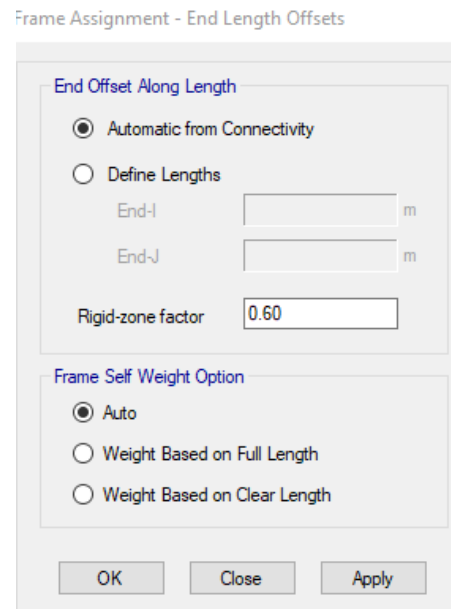 Frame Assignment - End Length Offsets
End Offset Along Length
Automatic from Connectivity
Define Lengths
End-I m
End-J m
Rigid-zone factor 0.60
Frame Self Weight Option
Auto
Weight Based on Full Length
Weight Based on Clear Length
OK Close Apply